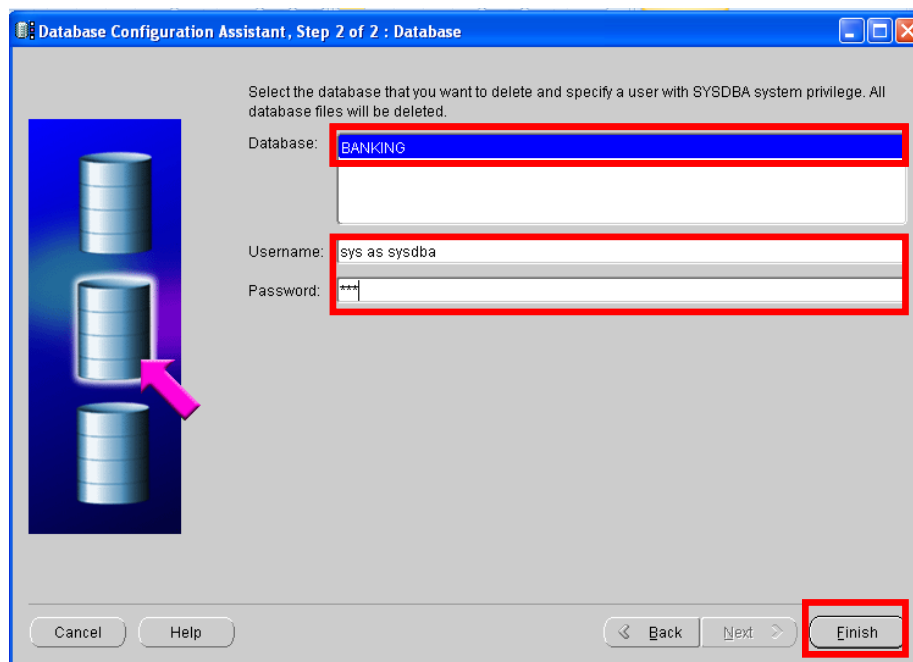 Database Configuration Assistant, Step 2 of 2 : Database
Select the database that you want to delete and specify a user with SYSDBA system privilege. All
database files will be deleted.
Database: BANKING
Username: sys as sysdba
Password: ***
Cancel Help Back Next Finish